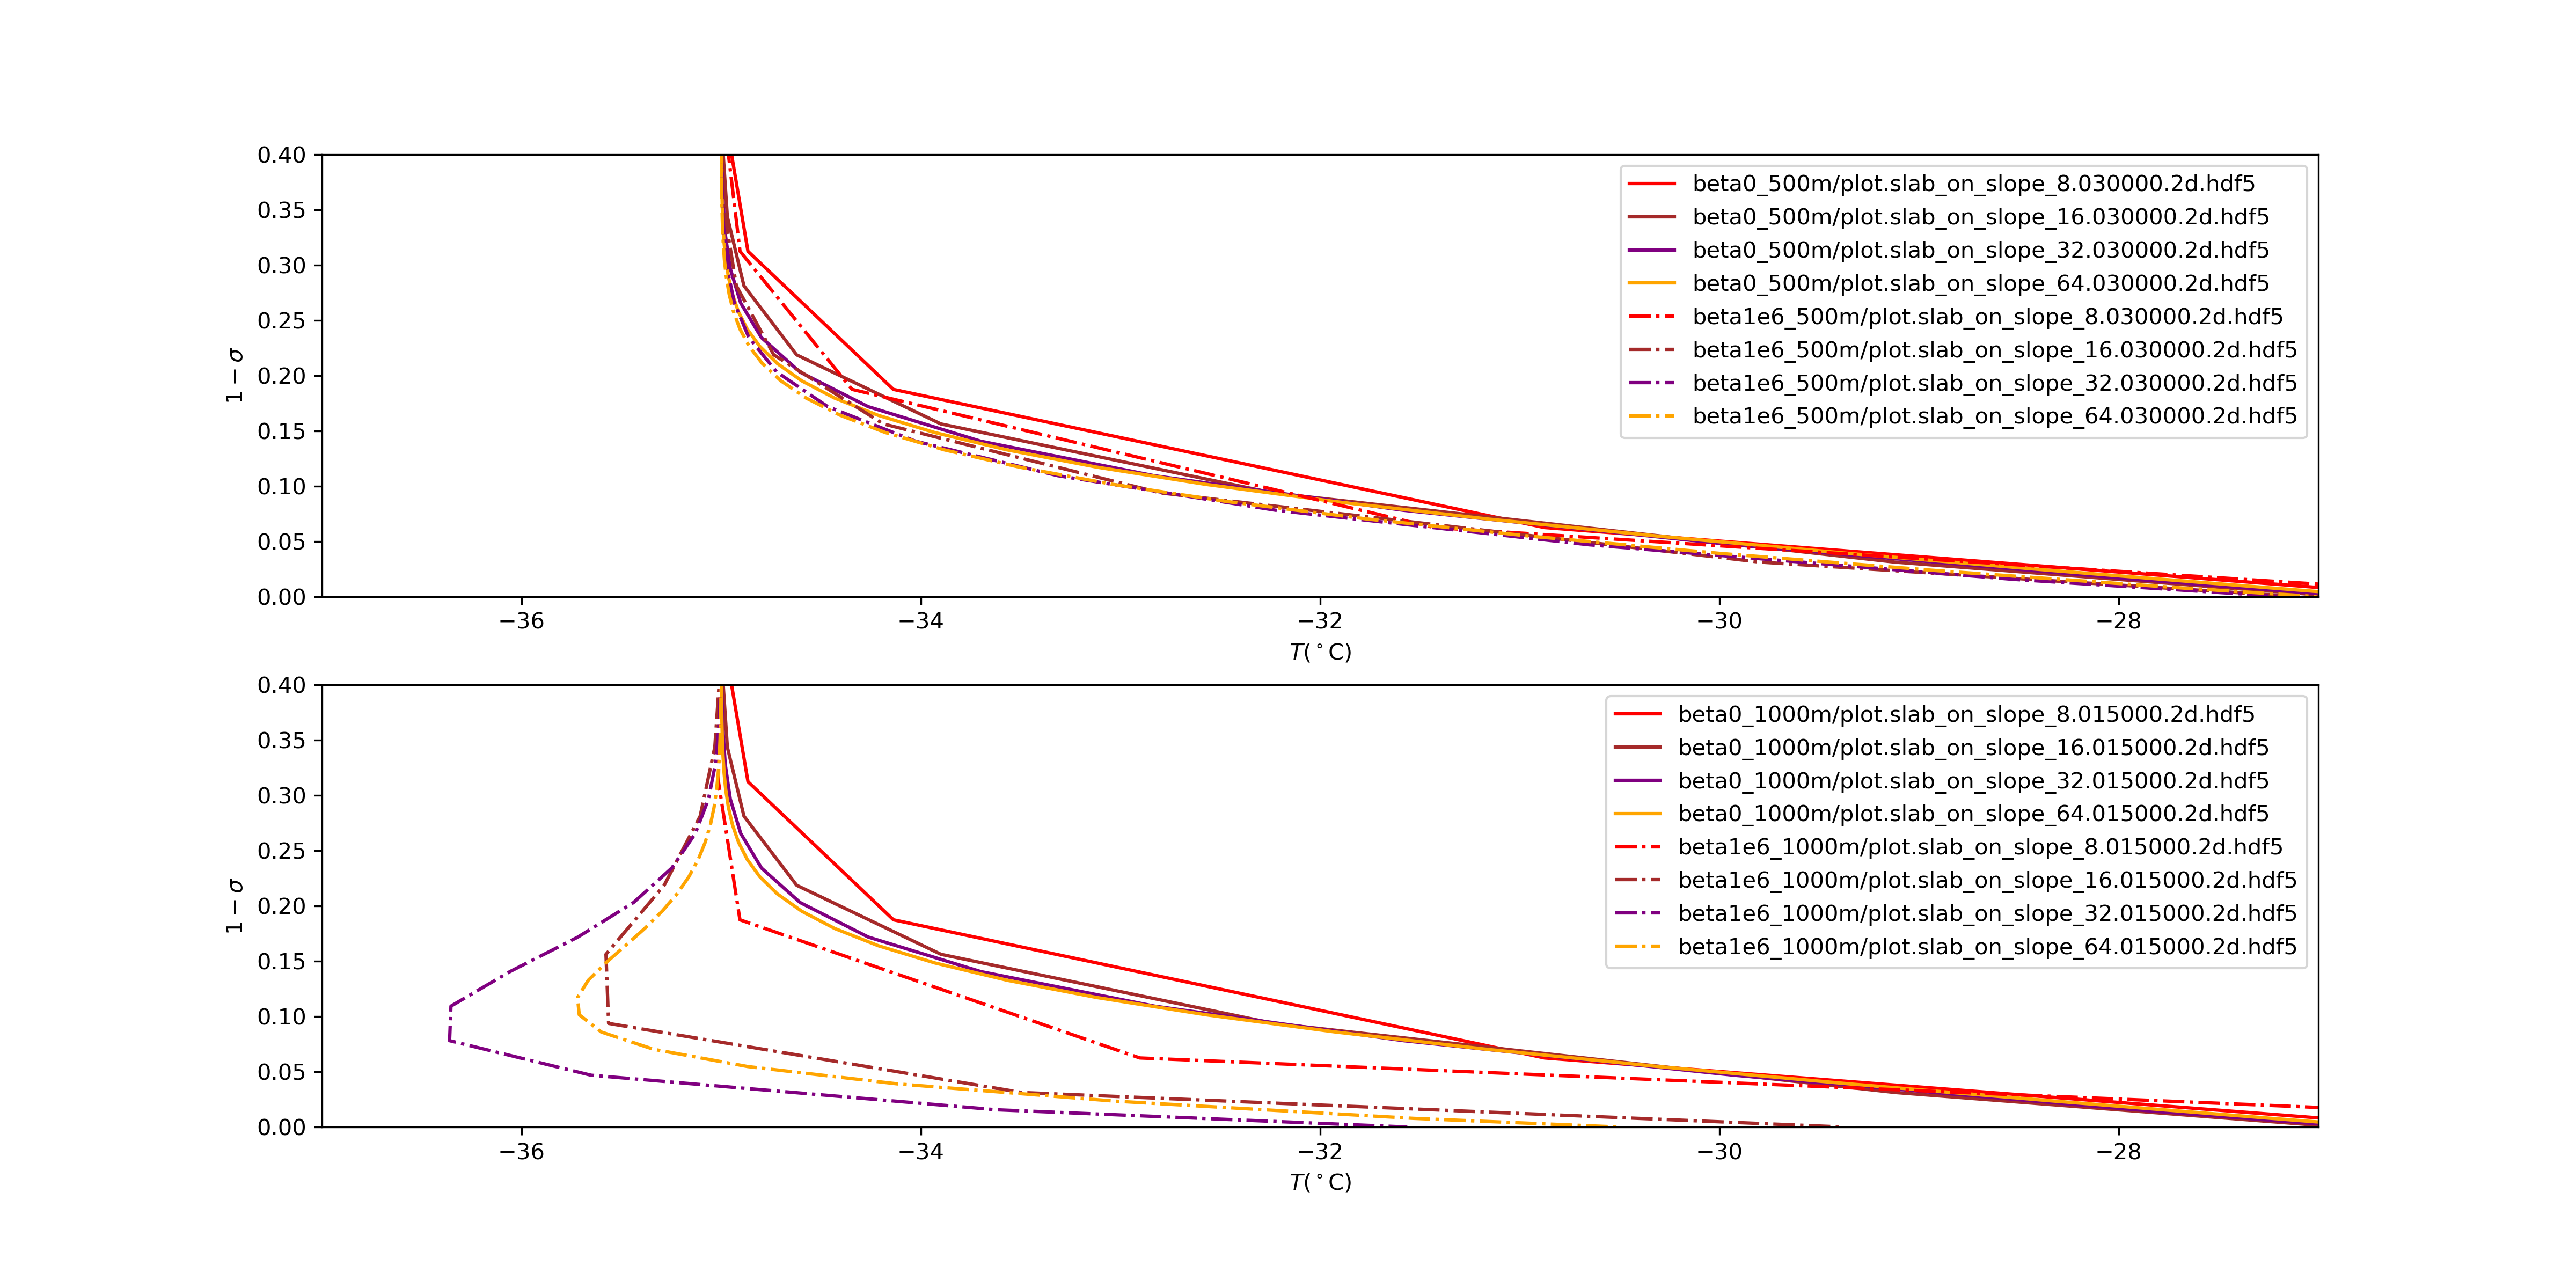 0.40
0.35
0.30
0.25
0.20
0.15
0.10
0.05
0.00
1 − σ
beta0_500m/plot.slab_on_slope_8.030000.2d.hdf5
beta0_500m/plot.slab_on_slope_16.030000.2d.hdf5
beta0_500m/plot.slab_on_slope_32.030000.2d.hdf5
beta0_500m/plot.slab_on_slope_64.030000.2d.hdf5
beta1e6_500m/plot.slab_on_slope_8.030000.2d.hdf5
beta1e6_500m/plot.slab_on_slope_16.030000.2d.hdf5
beta1e6_500m/plot.slab_on_slope_32.030000.2d.hdf5
beta1e6_500m/plot.slab_on_slope_64.030000.2d.hdf5
−36 −34 −32 −30 −28
T(°C)
0.40
0.35
0.30
0.25
0.20
0.15
0.10
0.05
0.00
1 − σ
beta0_1000m/plot.slab_on_slope_8.015000.2d.hdf5
beta0_1000m/plot.slab_on_slope_16.015000.2d.hdf5
beta0_1000m/plot.slab_on_slope_32.015000.2d.hdf5
beta0_1000m/plot.slab_on_slope_64.015000.2d.hdf5
beta1e6_1000m/plot.slab_on_slope_8.015000.2d.hdf5
beta1e6_1000m/plot.slab_on_slope_16.015000.2d.hdf5
beta1e6_1000m/plot.slab_on_slope_32.015000.2d.hdf5
beta1e6_1000m/plot.slab_on_slope_64.015000.2d.hdf5
−36 −34 −32 −30 −28
T(°C)